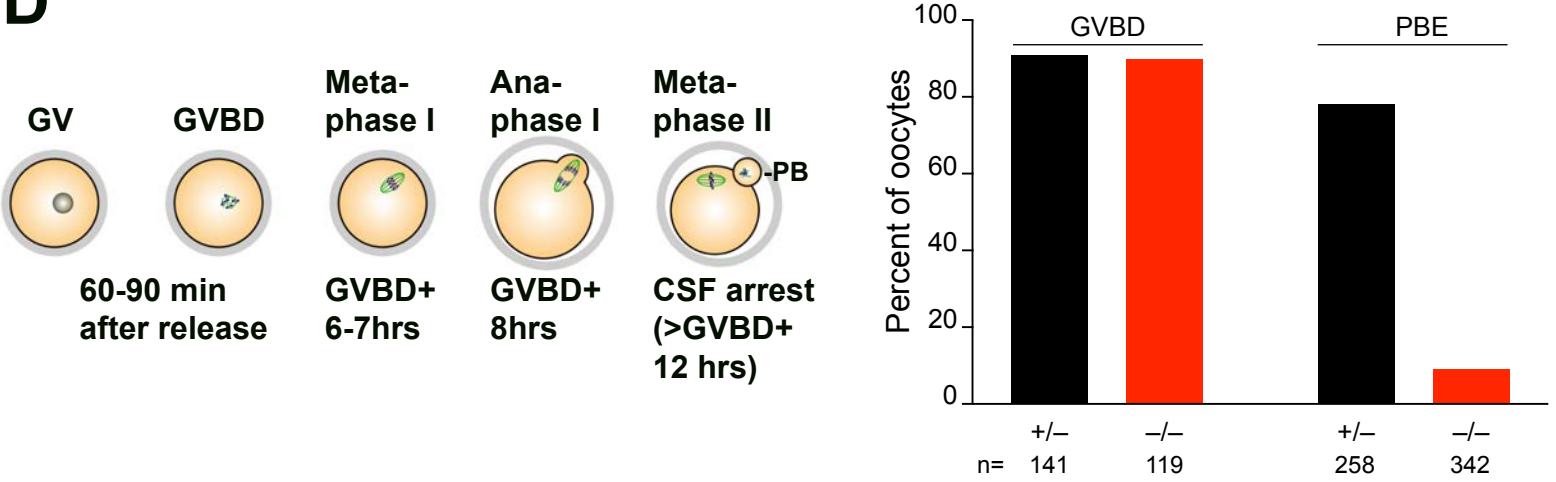 D
GV
GVBD
Meta-
phase I
Ana-
phase I
Meta-
phase II
-PB
60-90 min
after release
GVBD+
6-7hrs
GVBD+
8hrs
CSF arrest
(>GVBD+
12 hrs)
Percent of oocytes
100
80
60
40
20
0
GVBD
PBE
+/– –/– +/– –/–
n= 141 119 258 342